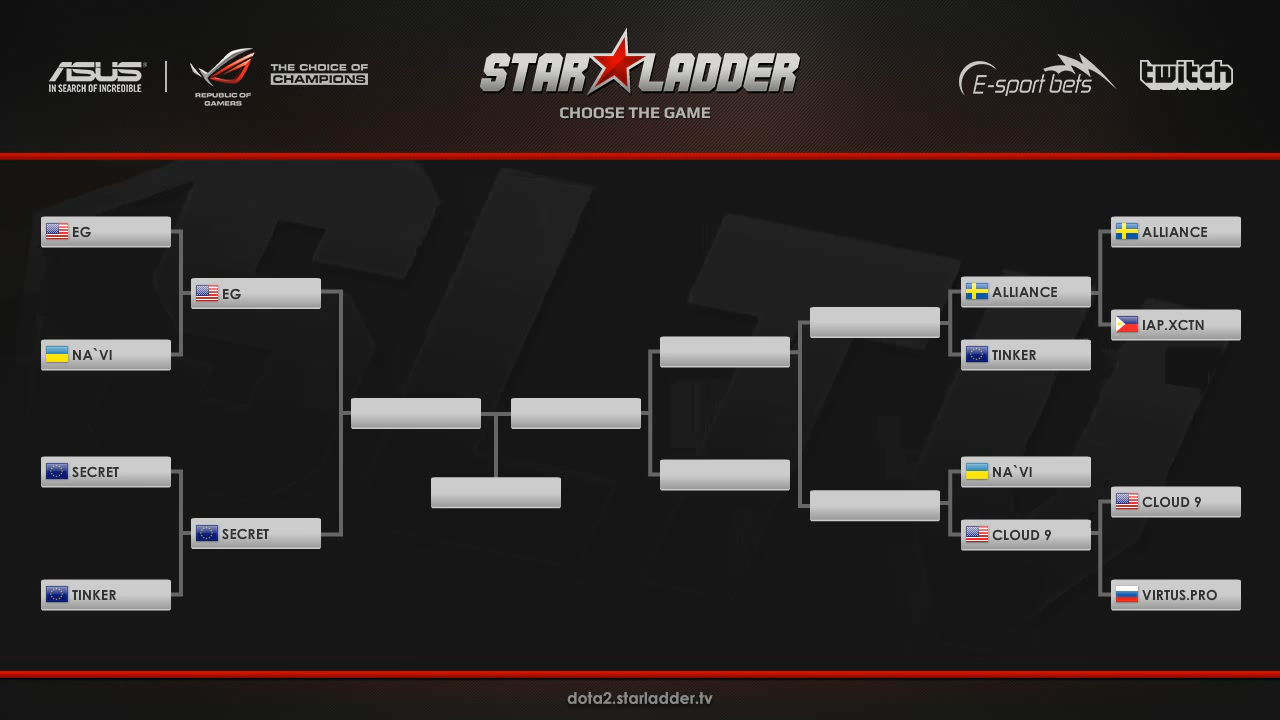 ASUS
IN SEARCH OF INCREDIBLE
REPUBLIC OF
GAMERS
THE CHOICE OF
CHAMPIONS
STAR LADDER
CHOOSE THE GAME
E-sport bets
twitch
EG
NA`VI
EG
SECRET
TINKER
SECRET
ALLIANCE
TINKER
NA`VI
CLOUD 9
ALLIANCE
IAP.XCTN
CLOUD 9
VIRTUS.PRO
dota2.starladder.tv